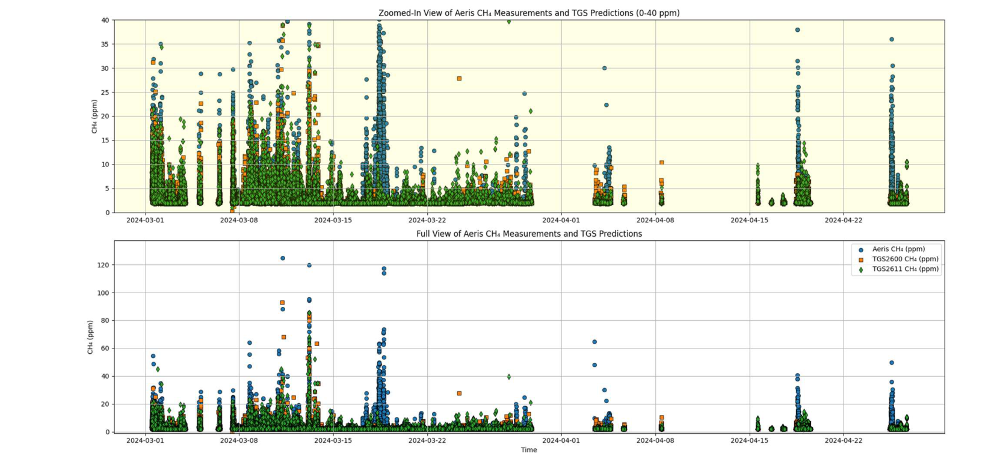 Zoomed-In View of Aeris CH₄ Measurements and TGS Predictions (0-40 ppm)
CH₄ (ppm)
40
35
30
25
20
15
10
5
0
2024-03-01 2024-03-08 2024-03-15 2024-03-22 2024-04-01 2024-04-08 2024-04-15 2024-04-22
Full View of Aeris CH₄ Measurements and TGS Predictions
CH₄ (ppm)
120
100
80
60
40
20
0
Aeris CH₄ (ppm)
TGS2600 CH₄ (ppm)
TGS2611 CH₄ (ppm)
2024-03-01 2024-03-08 2024-03-15 2024-03-22 2024-04-01 2024-04-08 2024-04-15 2024-04-22
Time